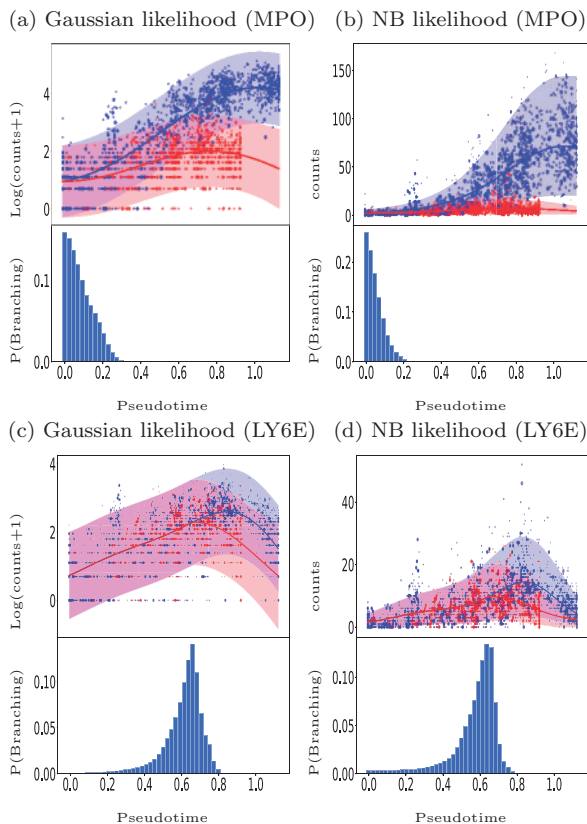 (a) Gaussian likelihood (MPO)
(b) NB likelihood (MPO)
Log(counts+1)
4
2
0
counts
150
100
50
0
P(Branching)
0.1
0.0
P(Branching)
0.2
0.1
0.0
0.0 0.2 0.4 0.6 0.8 1.0
0.0 0.2 0.4 0.6 0.8 1.0
Pseudotime
Pseudotime
(c) Gaussian likelihood (LY6E)
(d) NB likelihood (LY6E)
Log(counts+1)
4
2
0
counts
40
20
0
P(Branching)
0.10
0.05
0.00
P(Branching)
0.10
0.05
0.00
0.0 0.2 0.4 0.6 0.8 1.0
0.0 0.2 0.4 0.6 0.8 1.0
Pseudotime
Pseudotime